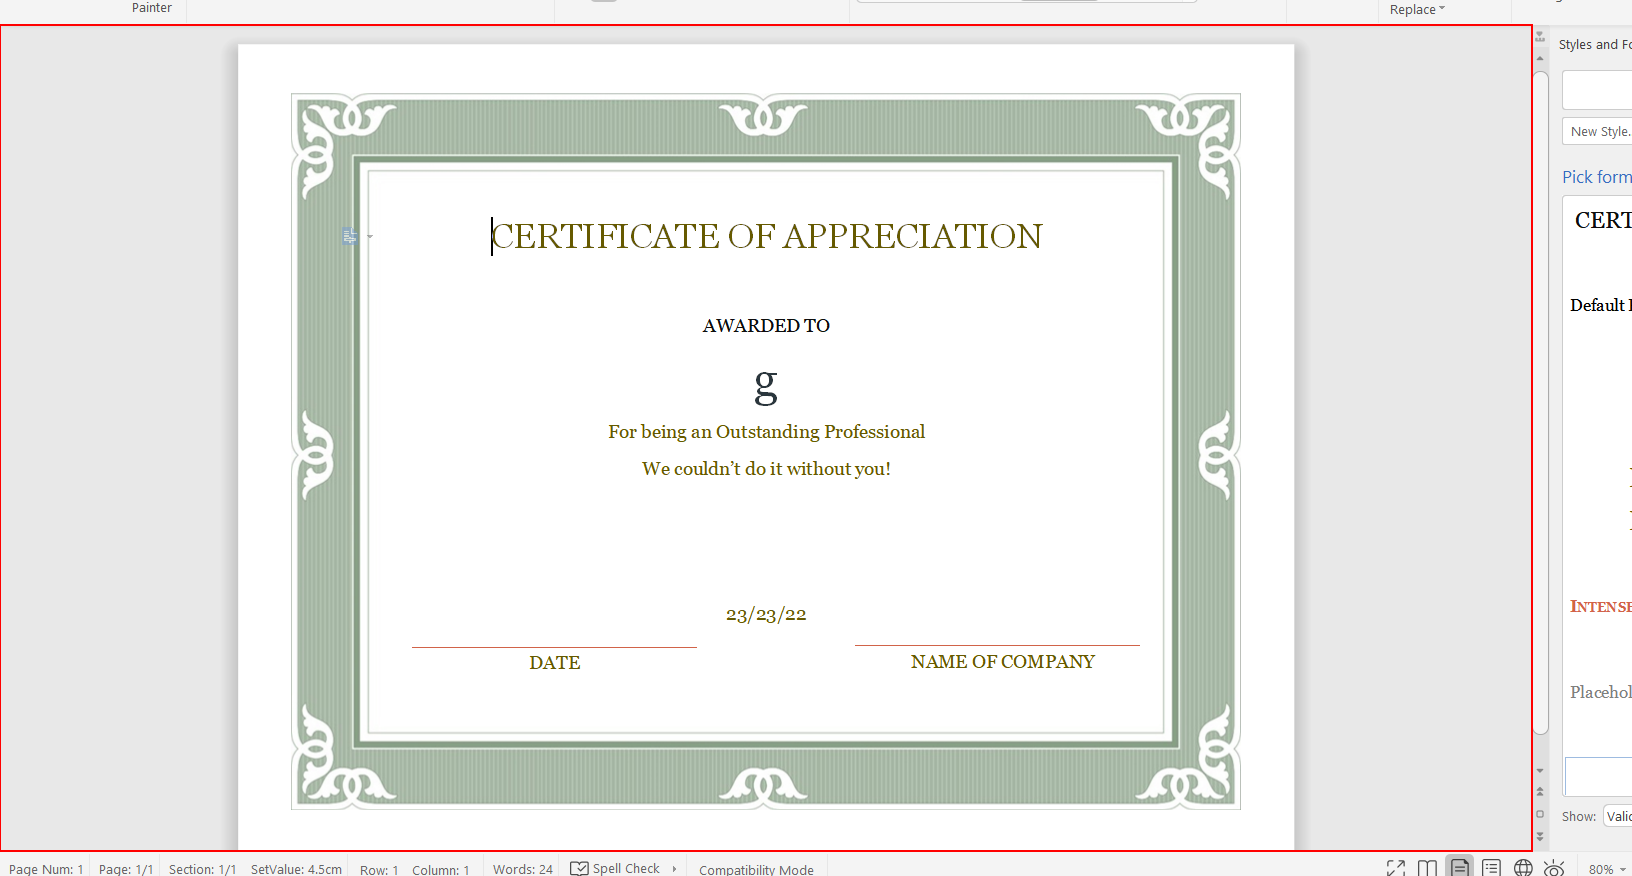 Painter
Replace
Styles and Fo
New Style.
Pick form
CERT
Default
INTENSE
Placehol
Show: Valid
CERTIFICATE OF APPRECIATION
AWARDED TO
g
For being an Outstanding Professional
We couldn’t do it without you!
23/23/22
DATE
NAME OF COMPANY
Page Num: 1 Page: 1/1 Section: 1/1 SetValue: 4.5cm Row: 1 Column: 1 Words: 24 Spell Check Compatibility Mode 80%